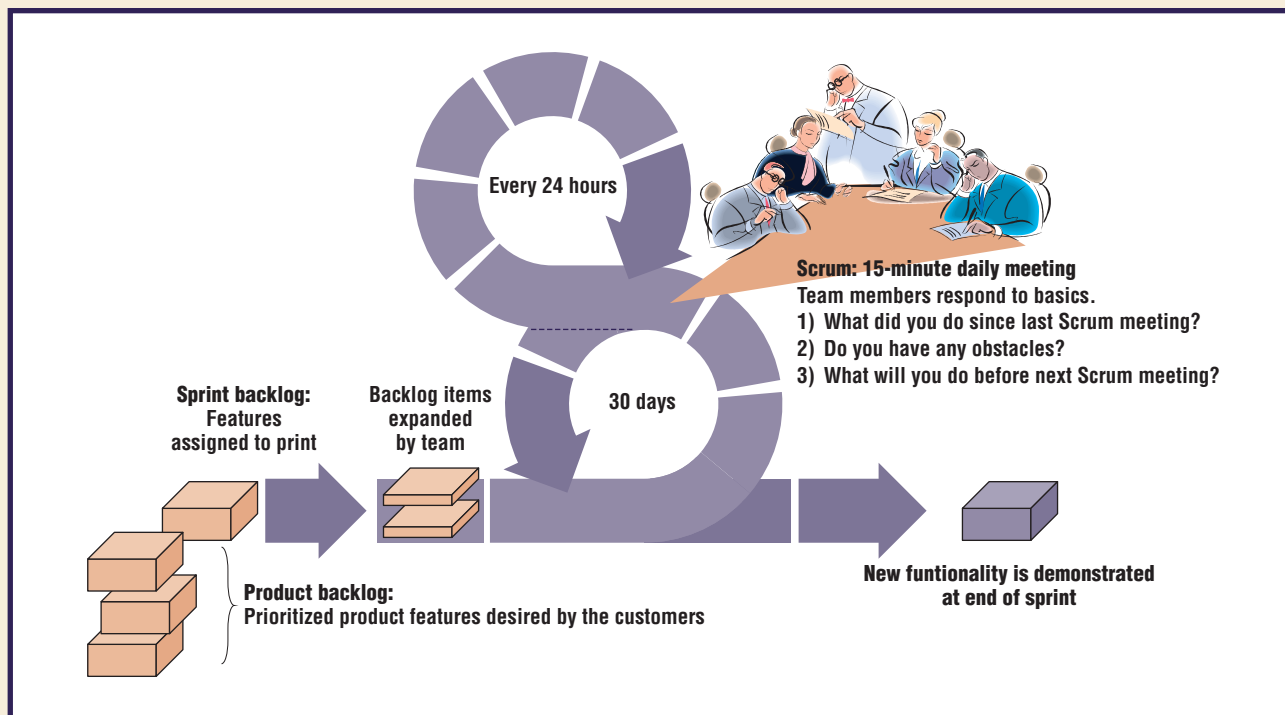 Every 24 hours
Scrum: 15-minute daily meeting
Team members respond to basics.
1) What did you do since last Scrum meeting?
2) Do you have any obstacles?
3) What will you do before next Scrum meeting?
30 days
Sprint backlog:
Features
assigned to print
Backlog items
expanded
by team
Product backlog:
Prioritized product features desired by the customers
New funtionality is demonstrated
at end of sprint